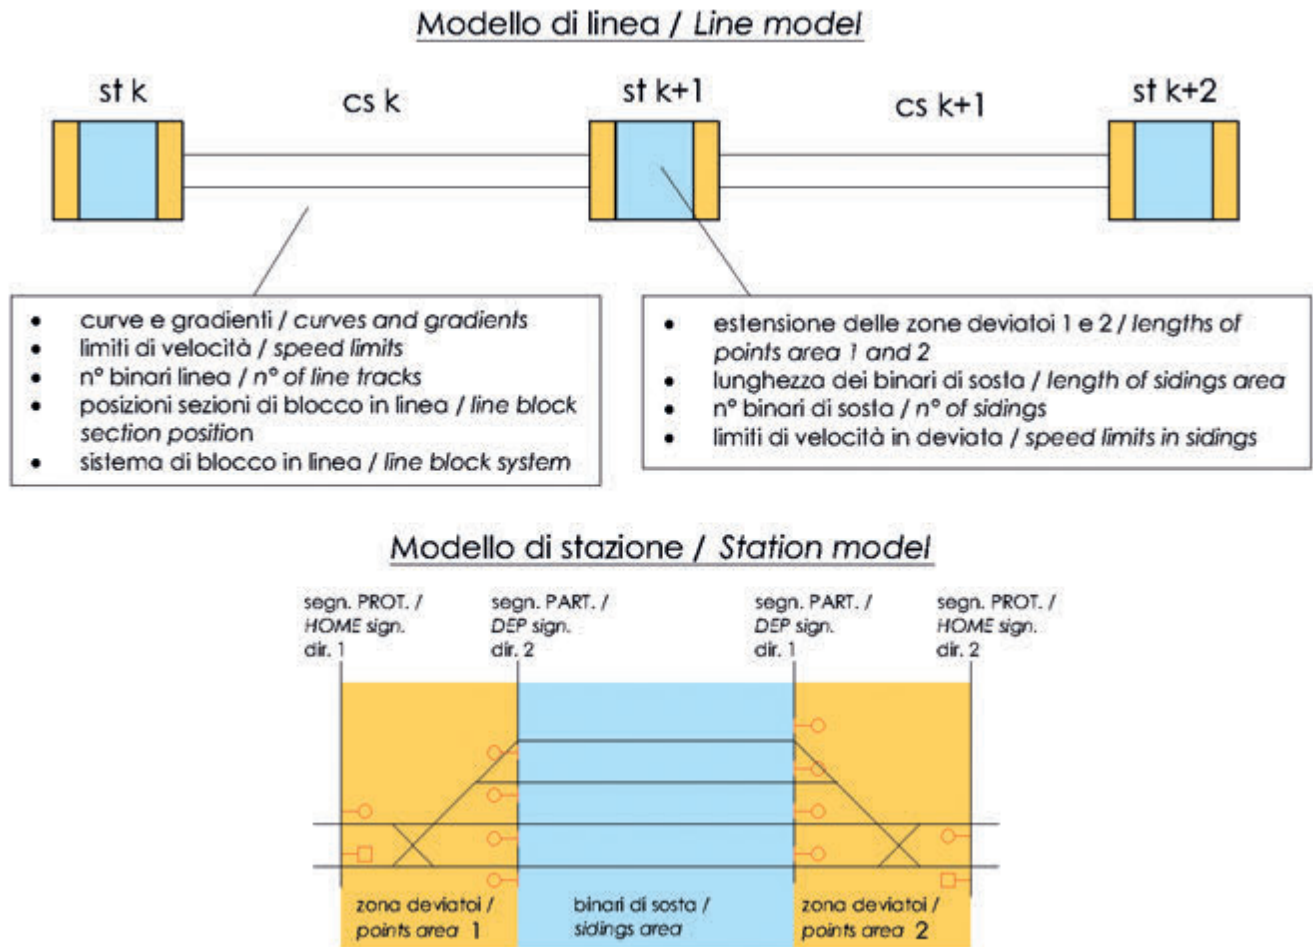 Modello di linea / Line model
st k
cs k
st k+1
cs k+1
st k+2
• curve e gradienti / curves and gradients
• limiti di velocità / speed limits
• n° binari linea / n° of line tracks
• posizioni sezioni di blocco in linea / line block
section position
• sistema di blocco in linea / line block system
• estensione delle zone deviatoi 1 e 2 / lengths of
points area 1 and 2
• lunghezza dei binari di sosta / length of sidings area
• n° binari di sosta / n° of sidings
• limiti di velocità in deviata / speed limits in sidings
Modello di stazione / Station model
segn. PROT. /
HOME sign.
dir. 1
segn. PART. /
DEP sign.
dir. 2
segn. PART. /
DEP sign.
dir. 1
segn. PROT. /
HOME sign.
dir. 2
zona deviatoi /
points area 1
binari di sosta /
sidings area
zona deviatoi /
points area 2